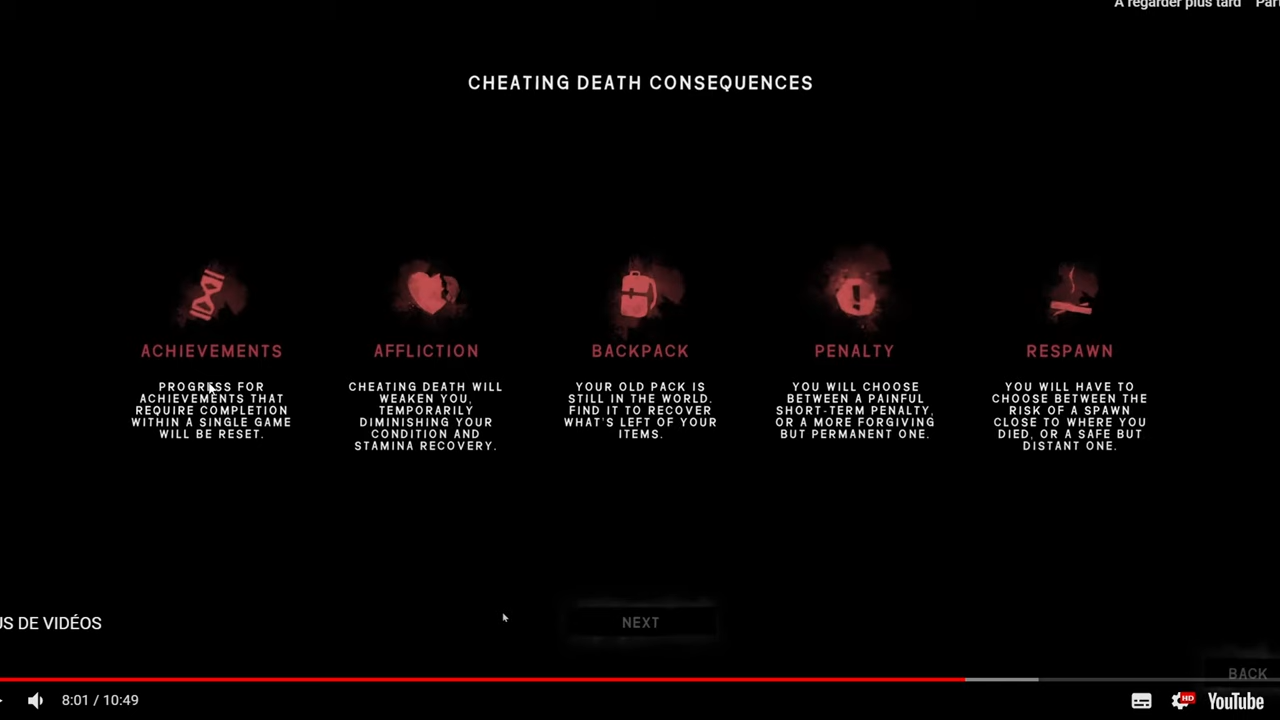 À regarder plus tard
CHEATING DEATH CONSEQUENCES
ACHIEVEMENTS
PROGRESS FOR
ACHIEVEMENTS THAT
REQUIRE COMPLETION
WITHIN A SINGLE GAME
WILL BE RESET.
AFFLICTION
CHEATING DEATH WILL
WEAKEN YOU,
TEMPORARILY
DIMINISHING YOUR
CONDITION AND
STAMINA RECOVERY.
BACKPACK
YOUR OLD PACK IS
STILL IN THE WORLD.
FIND IT TO RECOVER
WHAT'S LEFT OF YOUR
ITEMS.
PENALTY
YOU WILL CHOOSE
BETWEEN A PAINFUL
SHORT-TERM PENALTY,
OR A MORE FORGIVING
BUT PERMANENT ONE.
RESPAWN
YOU WILL HAVE TO
CHOOSE BETWEEN THE
RISK OF A SPAWN
CLOSE TO WHERE YOU
DIED, OR A SAFE BUT
DISTANT ONE.
US DE VIDÉOS
NEXT
BACK
8:01 / 10:49
HD
YouTube